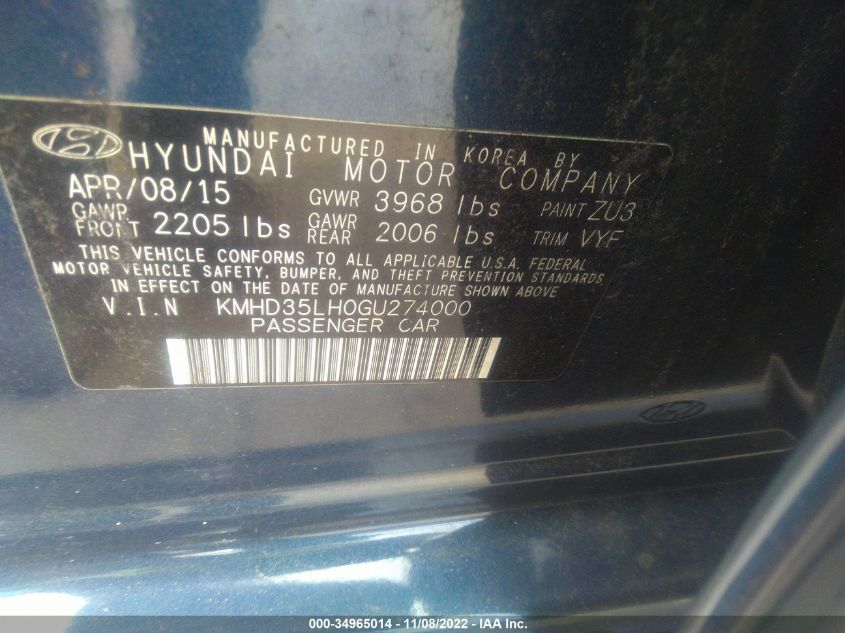 MANUFACTURED IN KOREA BY
HYUNDAI MOTOR COMPANY
APR/08/15 GVWR 3968 lbs PAINT ZU3
GAWR FRONT 2205 lbs GAWR REAR 2006 lbs TRIM VYF
THIS VEHICLE CONFORMS TO ALL APPLICABLE U.S.A. FEDERAL
MOTOR VEHICLE SAFETY, BUMPER, AND THEFT PREVENTION STANDARDS
IN EFFECT ON THE DATE OF MANUFACTURE SHOWN ABOVE
V.I.N KMHD35LH0GU274000
PASSENGER CAR
000-34965014 - 11/08/2022 - IAA Inc.